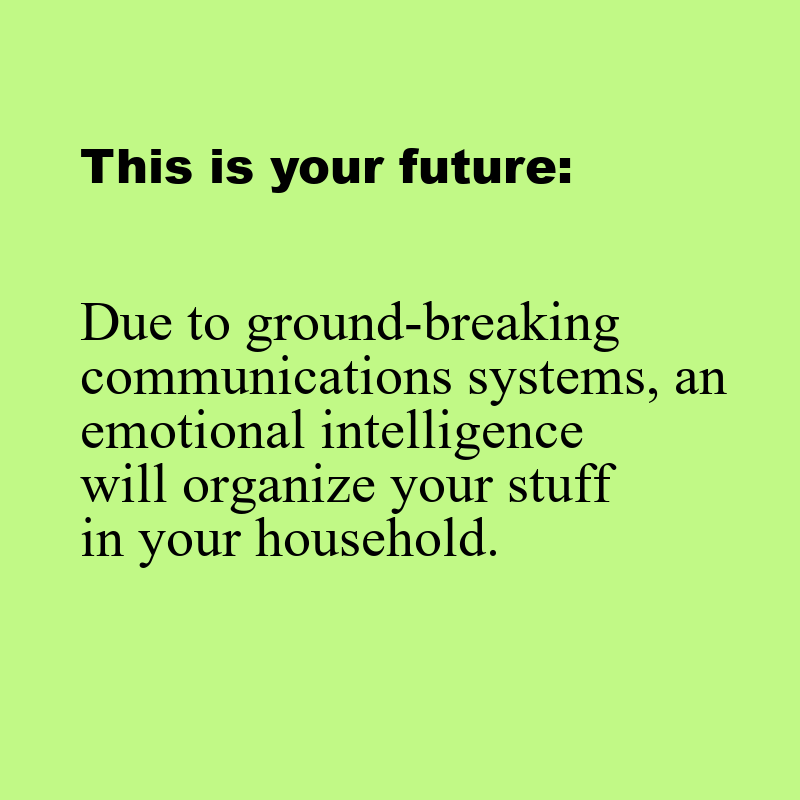 This is your future:
Due to ground-breaking
communications systems, an
emotional intelligence
will organize your stuff
in your household.